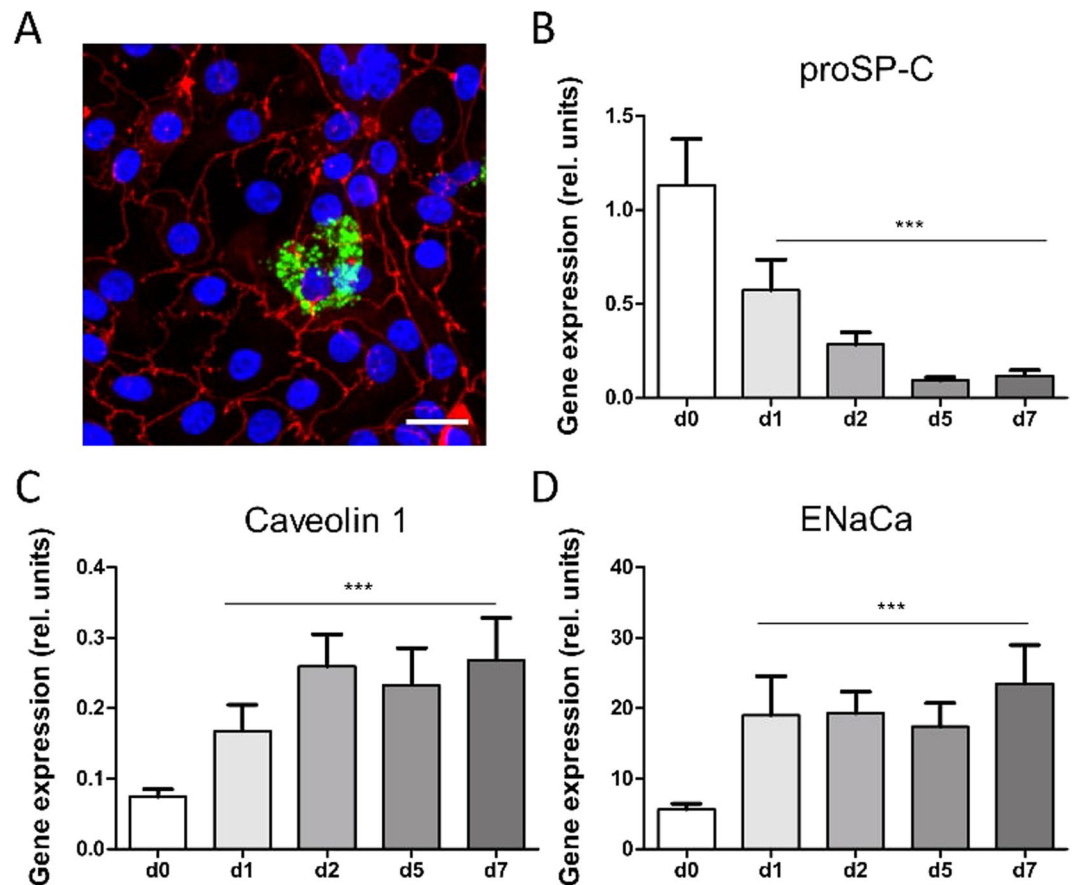 A
B
proSP-C
Gene expression (rel. units)
1.5
1.0
0.5
0.0
***
d0 d1 d2 d5 d7
C
Caveolin 1
Gene expression (rel. units)
0.4
0.3
0.2
0.1
0.0
***
d0 d1 d2 d5 d7
D
ENaCa
Gene expression (rel. units)
40
30
20
10
0
***
d0 d1 d2 d5 d7